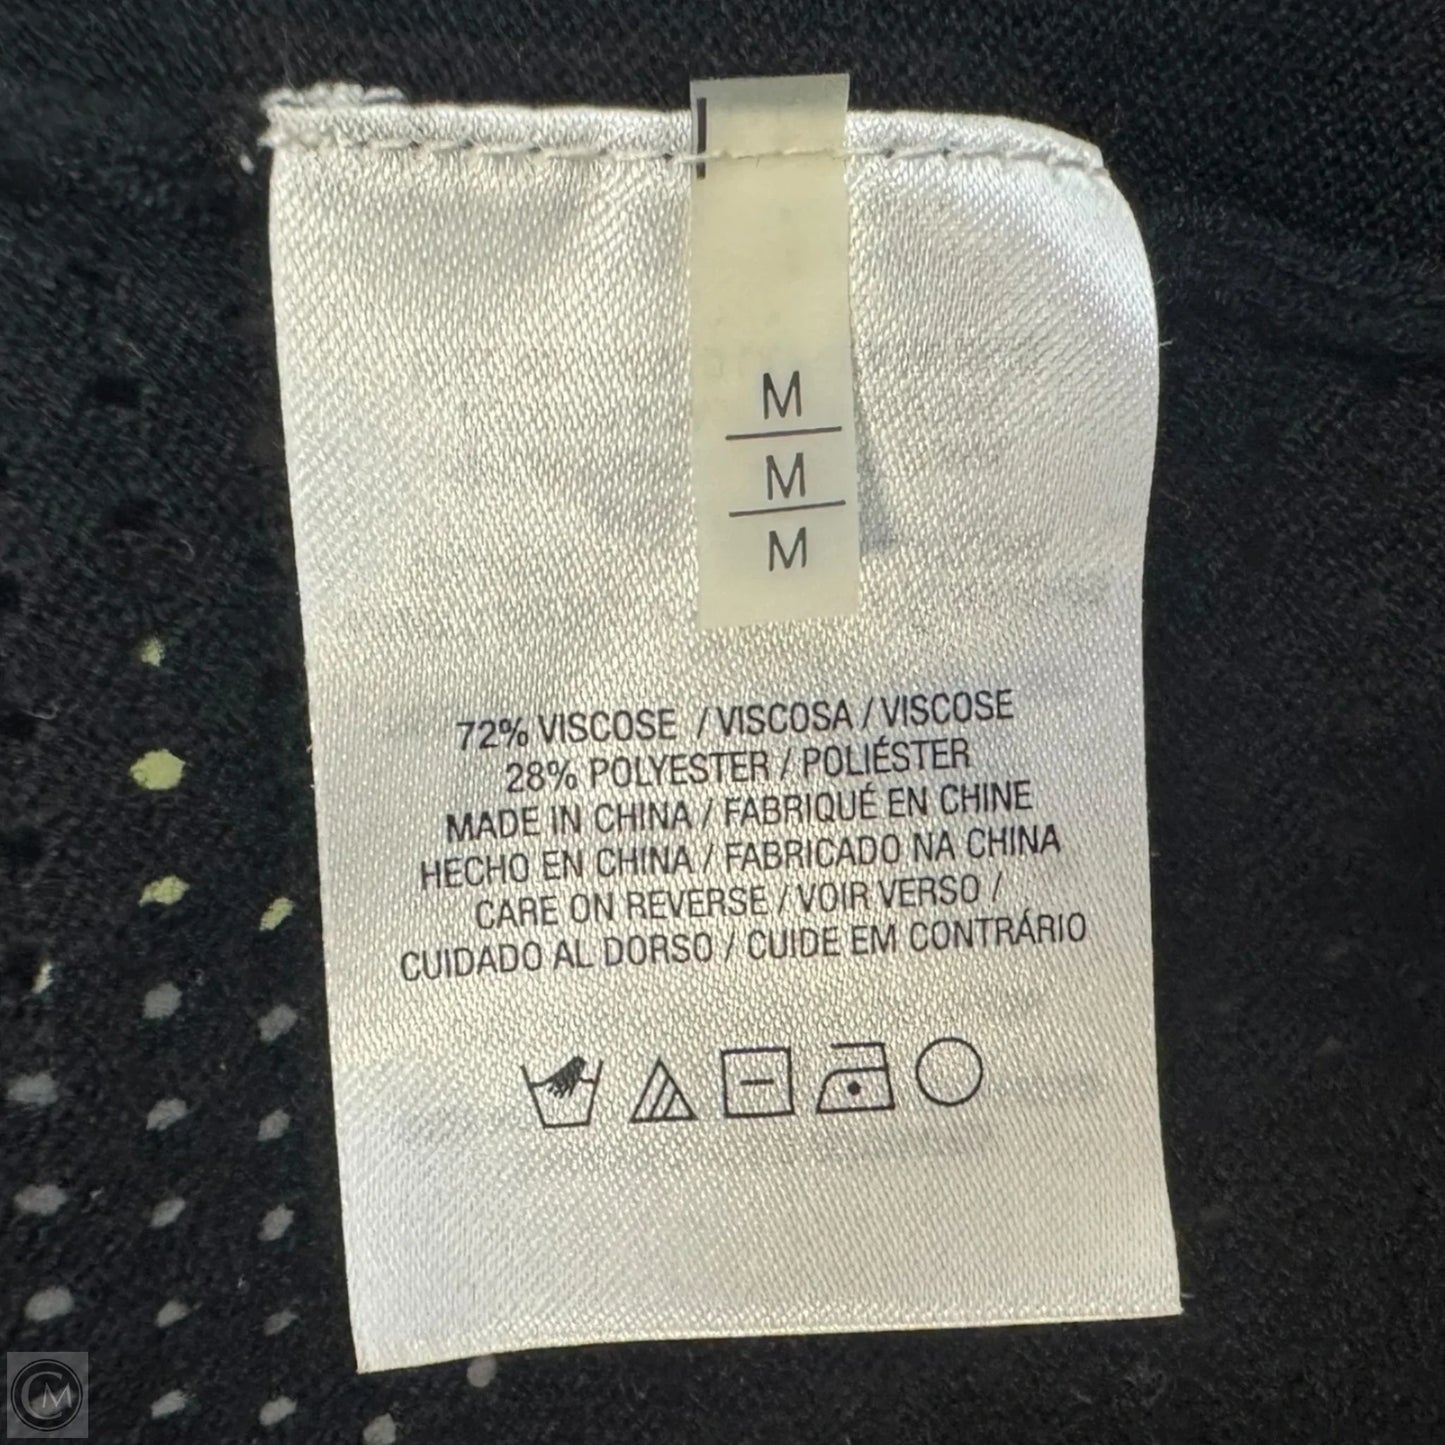 M
M
M
72% VISCOSE / VISCOSA / VISCOSE
28% POLYESTER / POLIÉSTER
MADE IN CHINA / FABRIQUÉ EN CHINE
HECHO EN CHINA / FABRICADO NA CHINA
CARE ON REVERSE / VOIR VERSO /
CUIDADO AL DORSO / CUIDE EM CONTRÁRIO
CM